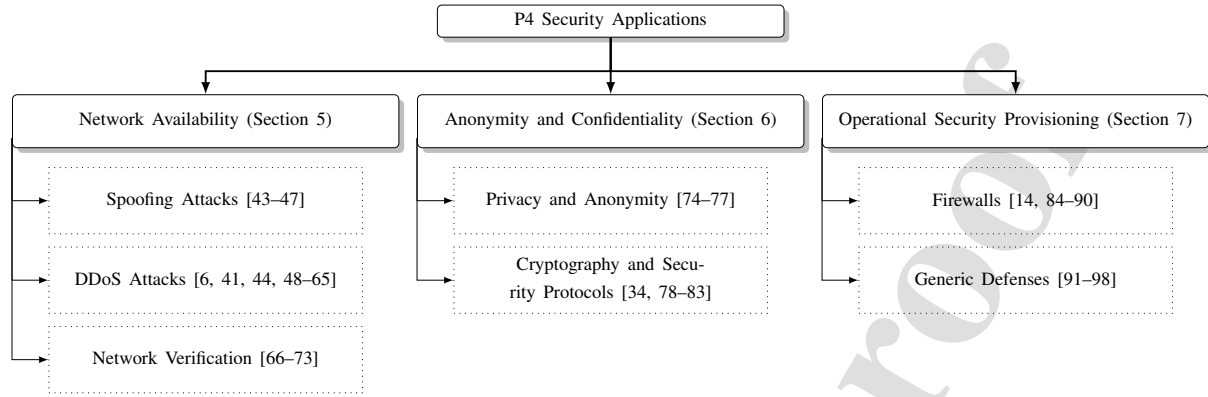 P4 Security Applications
Network Availability (Section 5)
Spoofing Attacks [43–47]
DDoS Attacks [6, 41, 44, 48–65]
Network Verification [66–73]
Anonymity and Confidentiality (Section 6)
Privacy and Anonymity [74–77]
Cryptography and Secu-
rity Protocols [34, 78–83]
Operational Security Provisioning (Section 7)
Firewalls [14, 84–90]
Generic Defenses [91–98]
roof